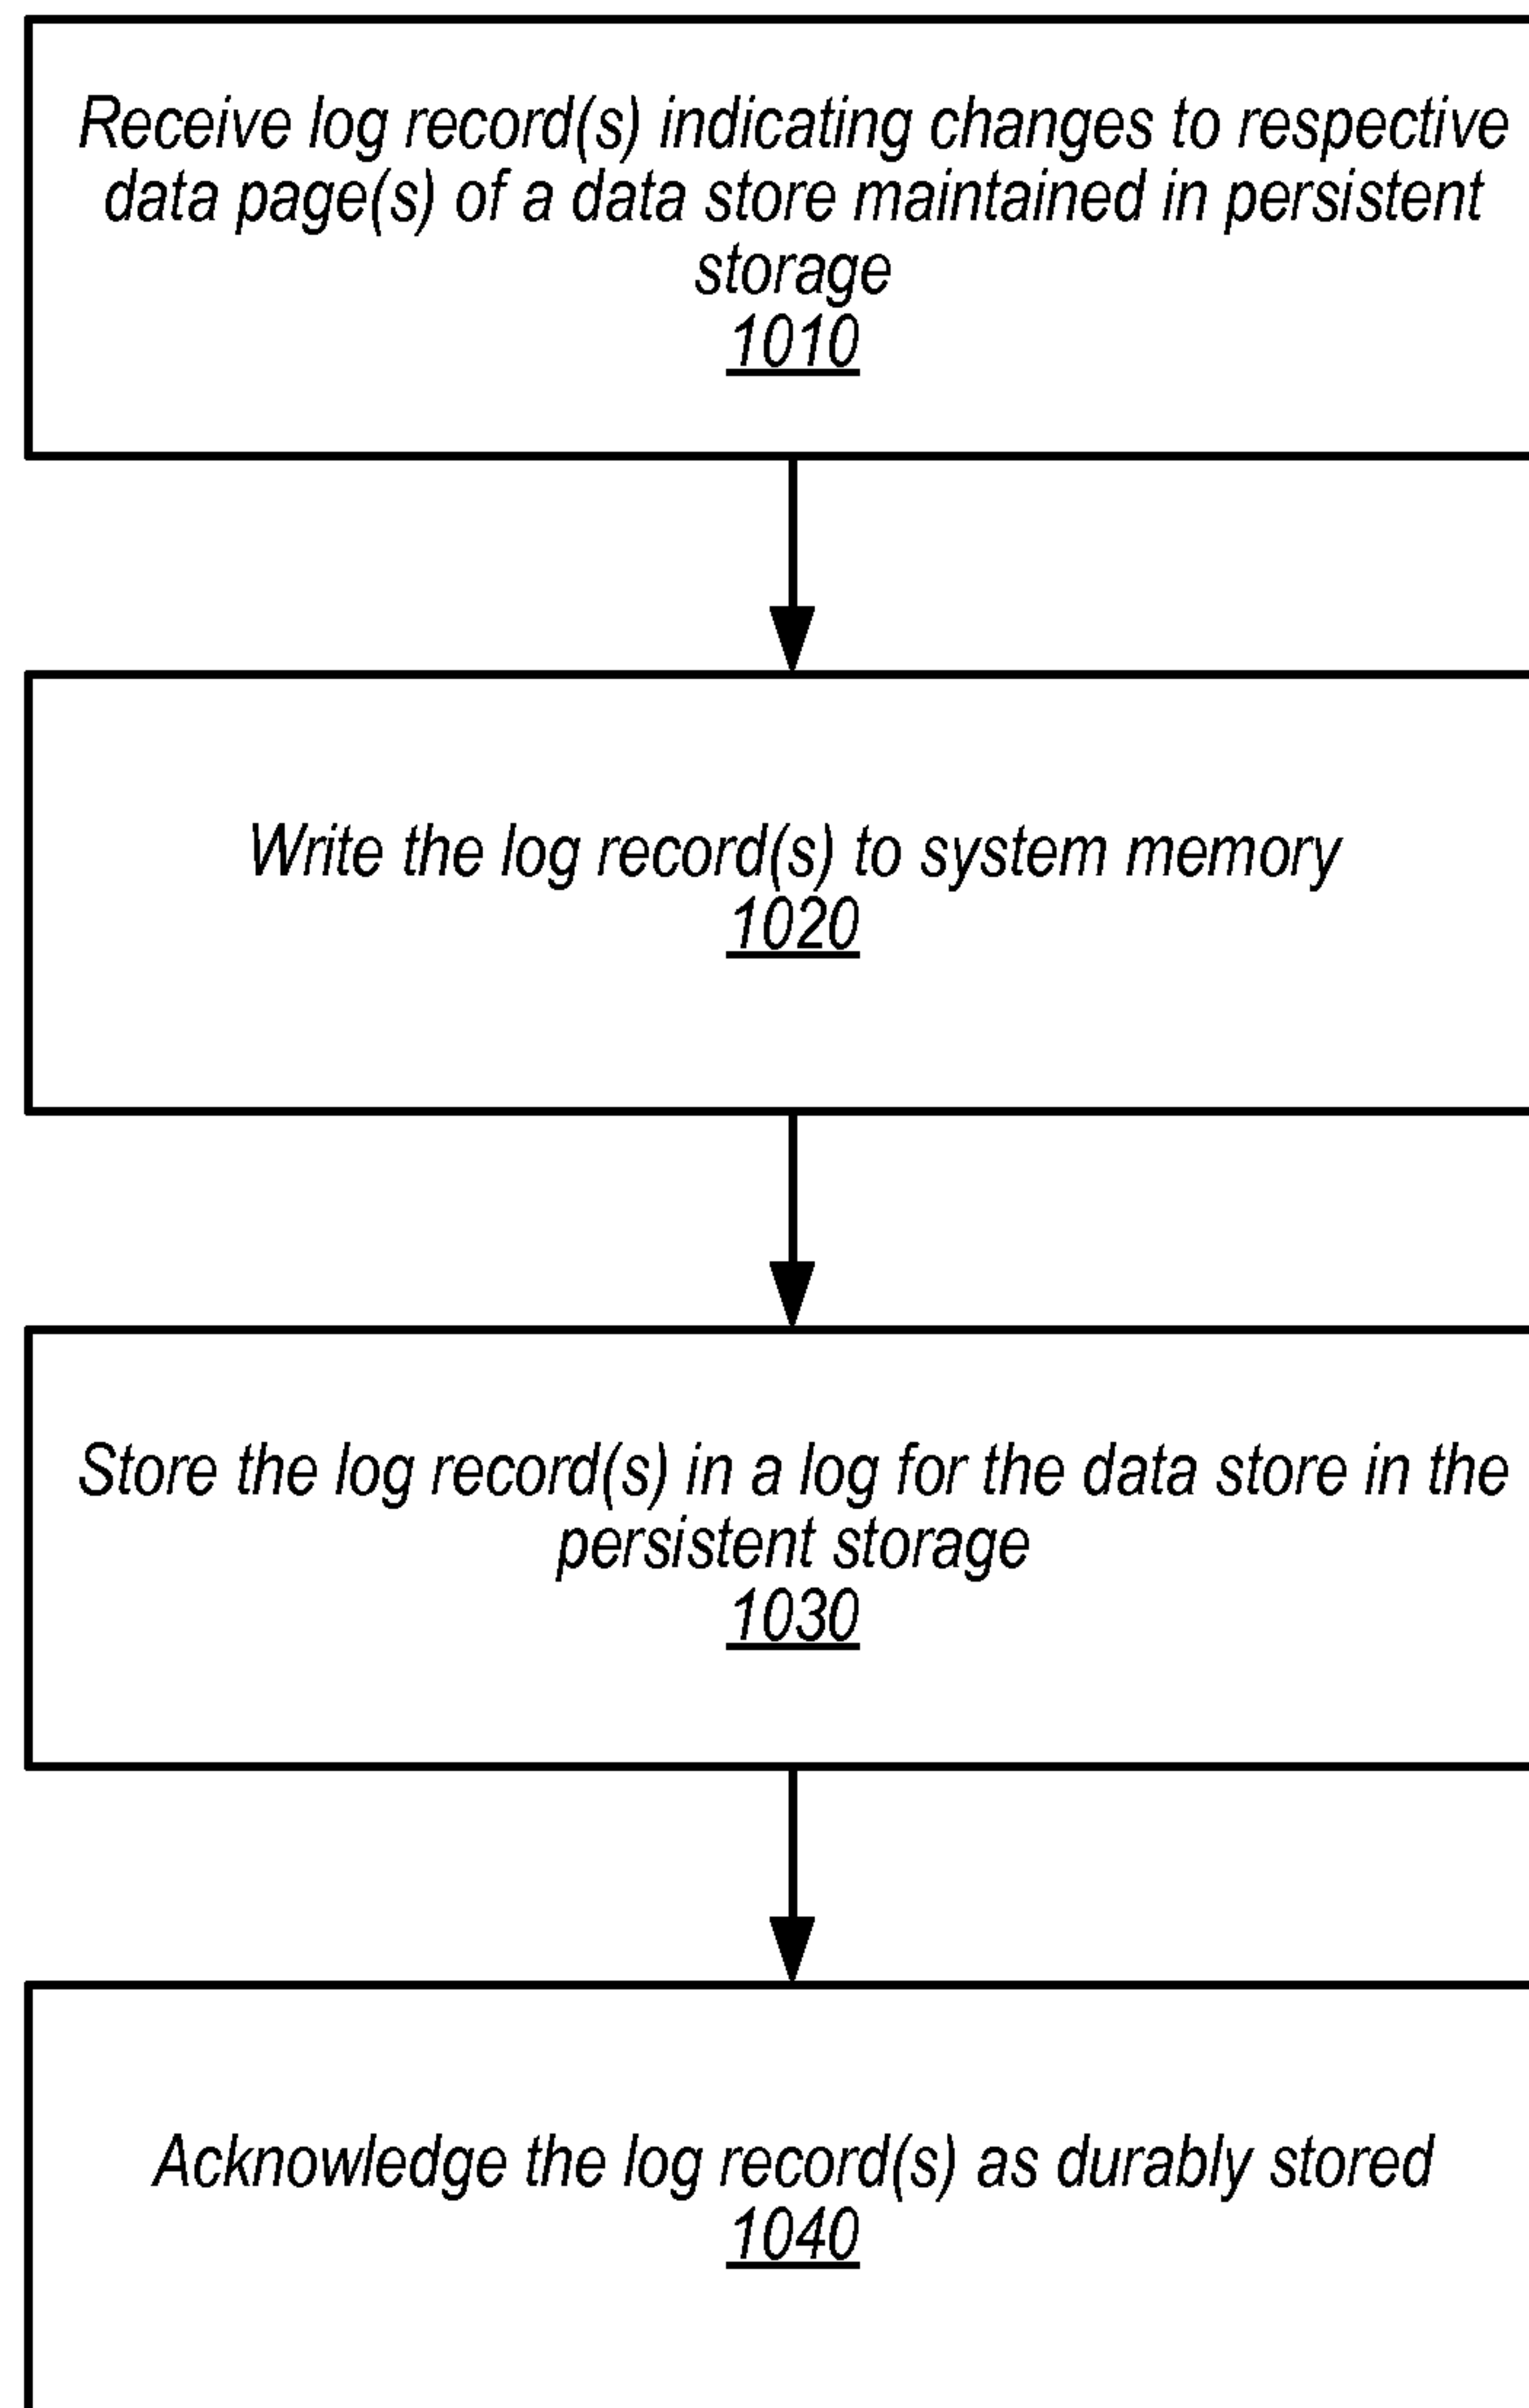 Receive log record(s) indicating changes to respective
data page(s) of a data store maintained in persistent
storage
1010
Write the log record(s) to system memory
1020
Store the log record(s) in a log for the data store in the
persistent storage
1030
Acknowledge the log record(s) as durably stored
1040